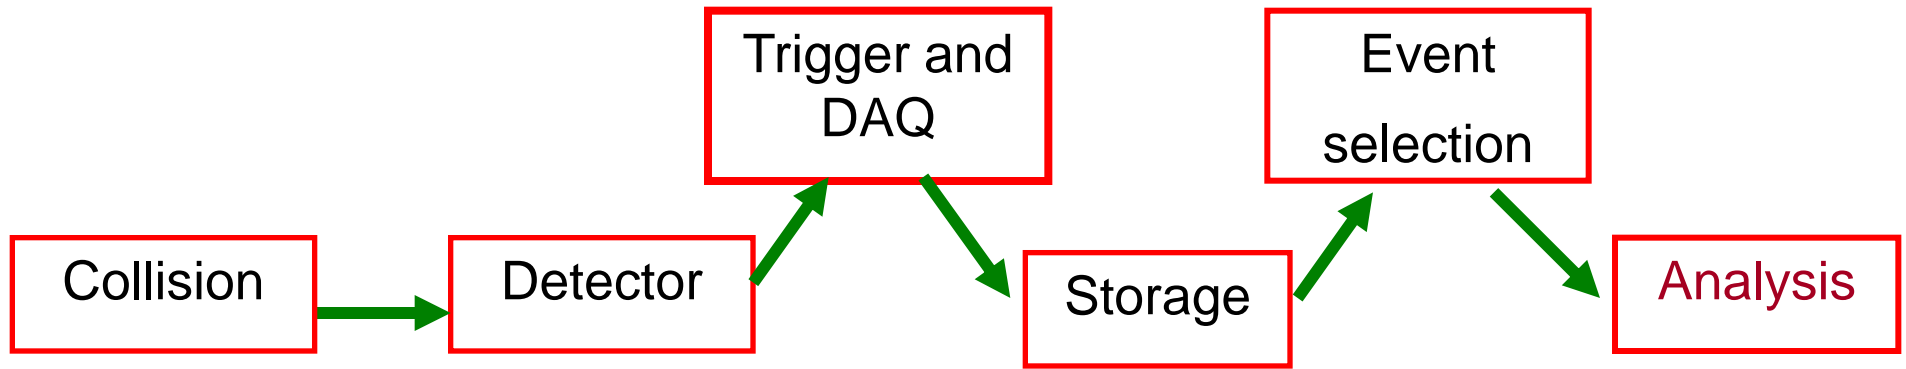 Collision
Detector
Trigger and
DAQ
Storage
Event
selection
Analysis